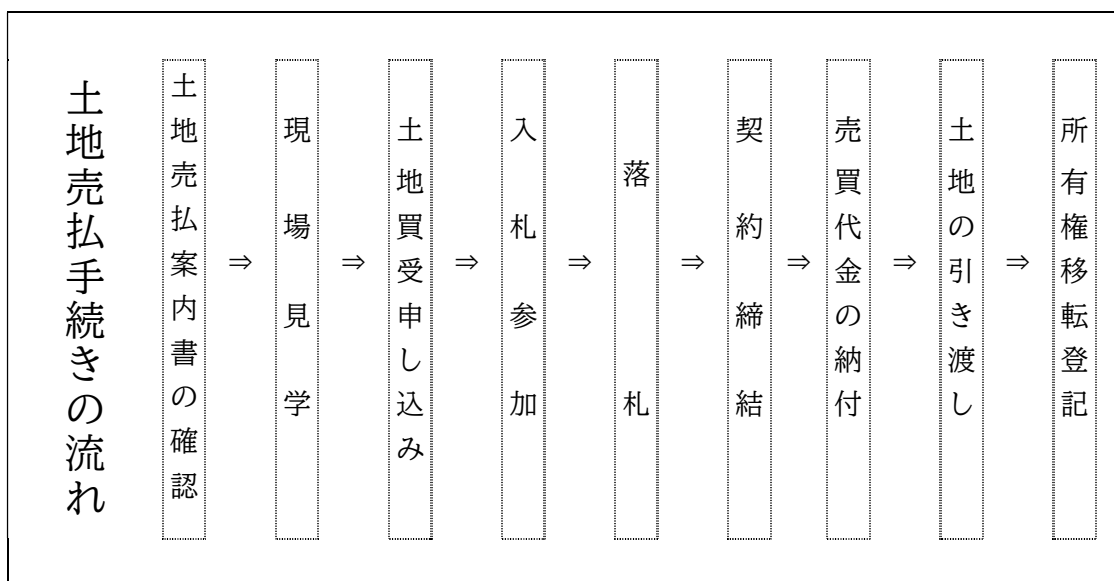 土地売払手続きの流れ
土地売払案内書の確認
⇒
現場見学
⇒
土地買受申し込み
⇒
入札参加
⇒
落札
⇒
契約締結
⇒
売買代金の納付
⇒
土地の引き渡し
⇒
所有権移転登記